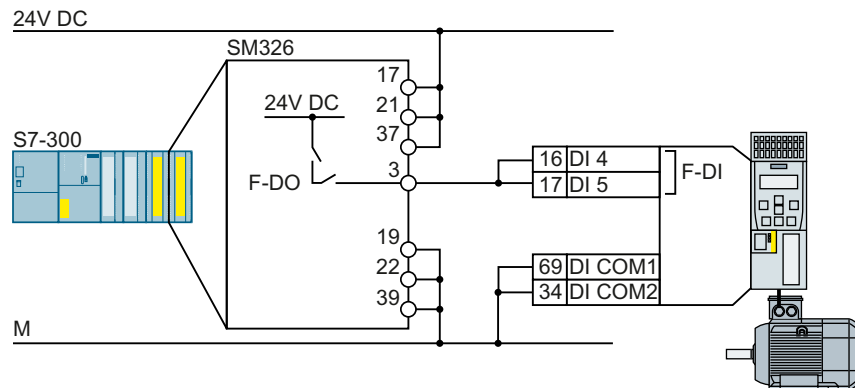 24V DC
SM326
17
24V DC
21
S7-300
37
16 DI 4
F-DO
3
17 DI 5
F-DI
19
22
69 DI COM1
39
34 DI COM2
M